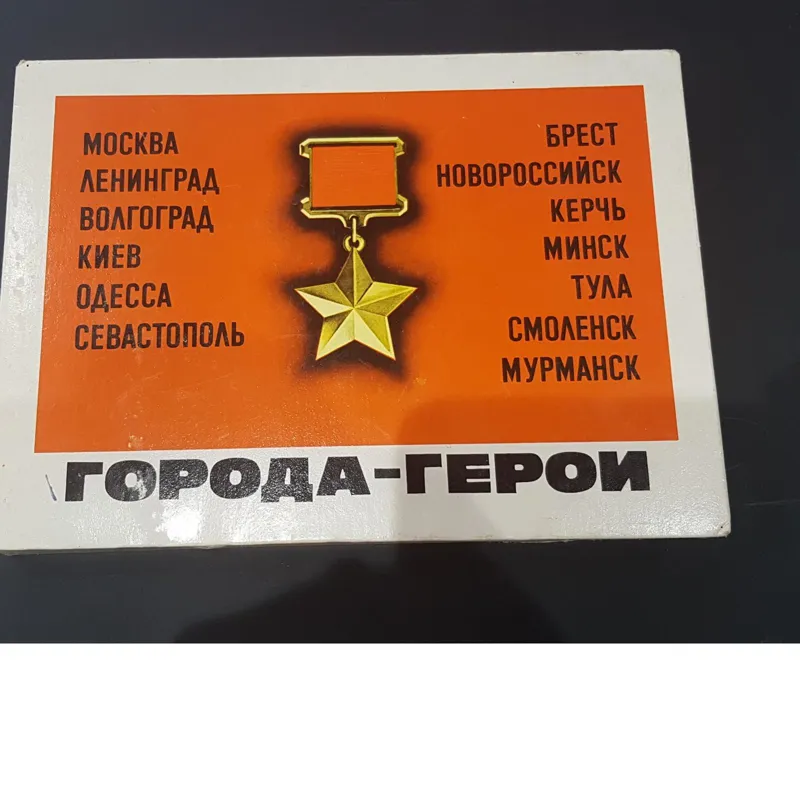 МОСКВА
ЛЕНИНГРАД
ВОЛГОГРАД
КИЕВ
ОДЕССА
СЕВАСТОПОЛЬ
БРЕСТ
НОВОРОССИЙСК
КЕРЧЬ
МИНСК
ТУЛА
СМОЛЕНСК
МУРМАНСК
ГОРОДА-ГЕРОИ